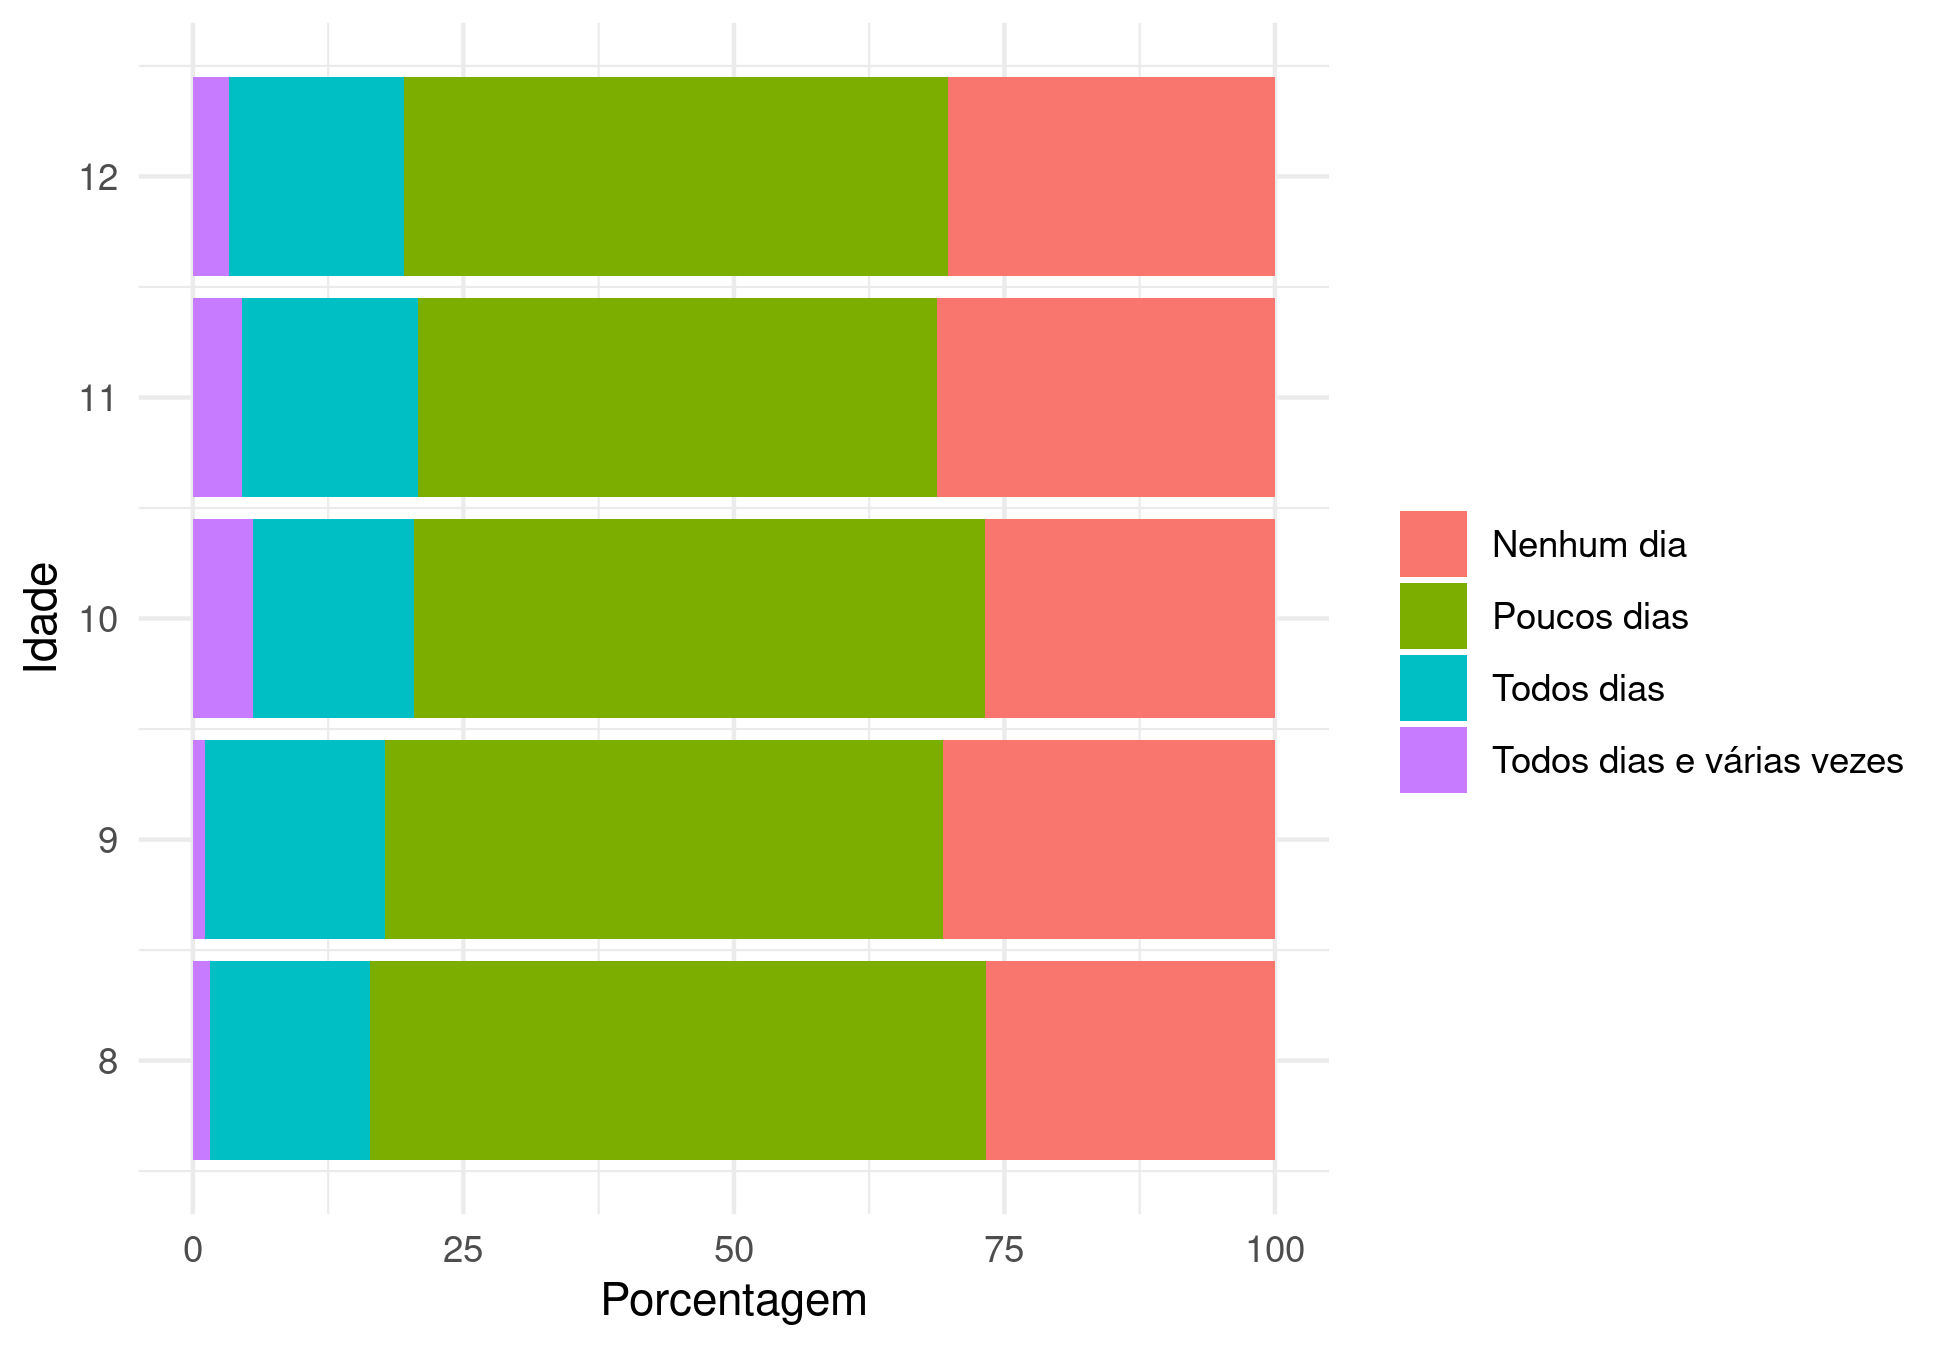 Idade
12
11
10
9
8
0 25 50 75 100
Porcentagem
Nenhum dia
Poucos dias
Todos dias
Todos dias e várias vezes